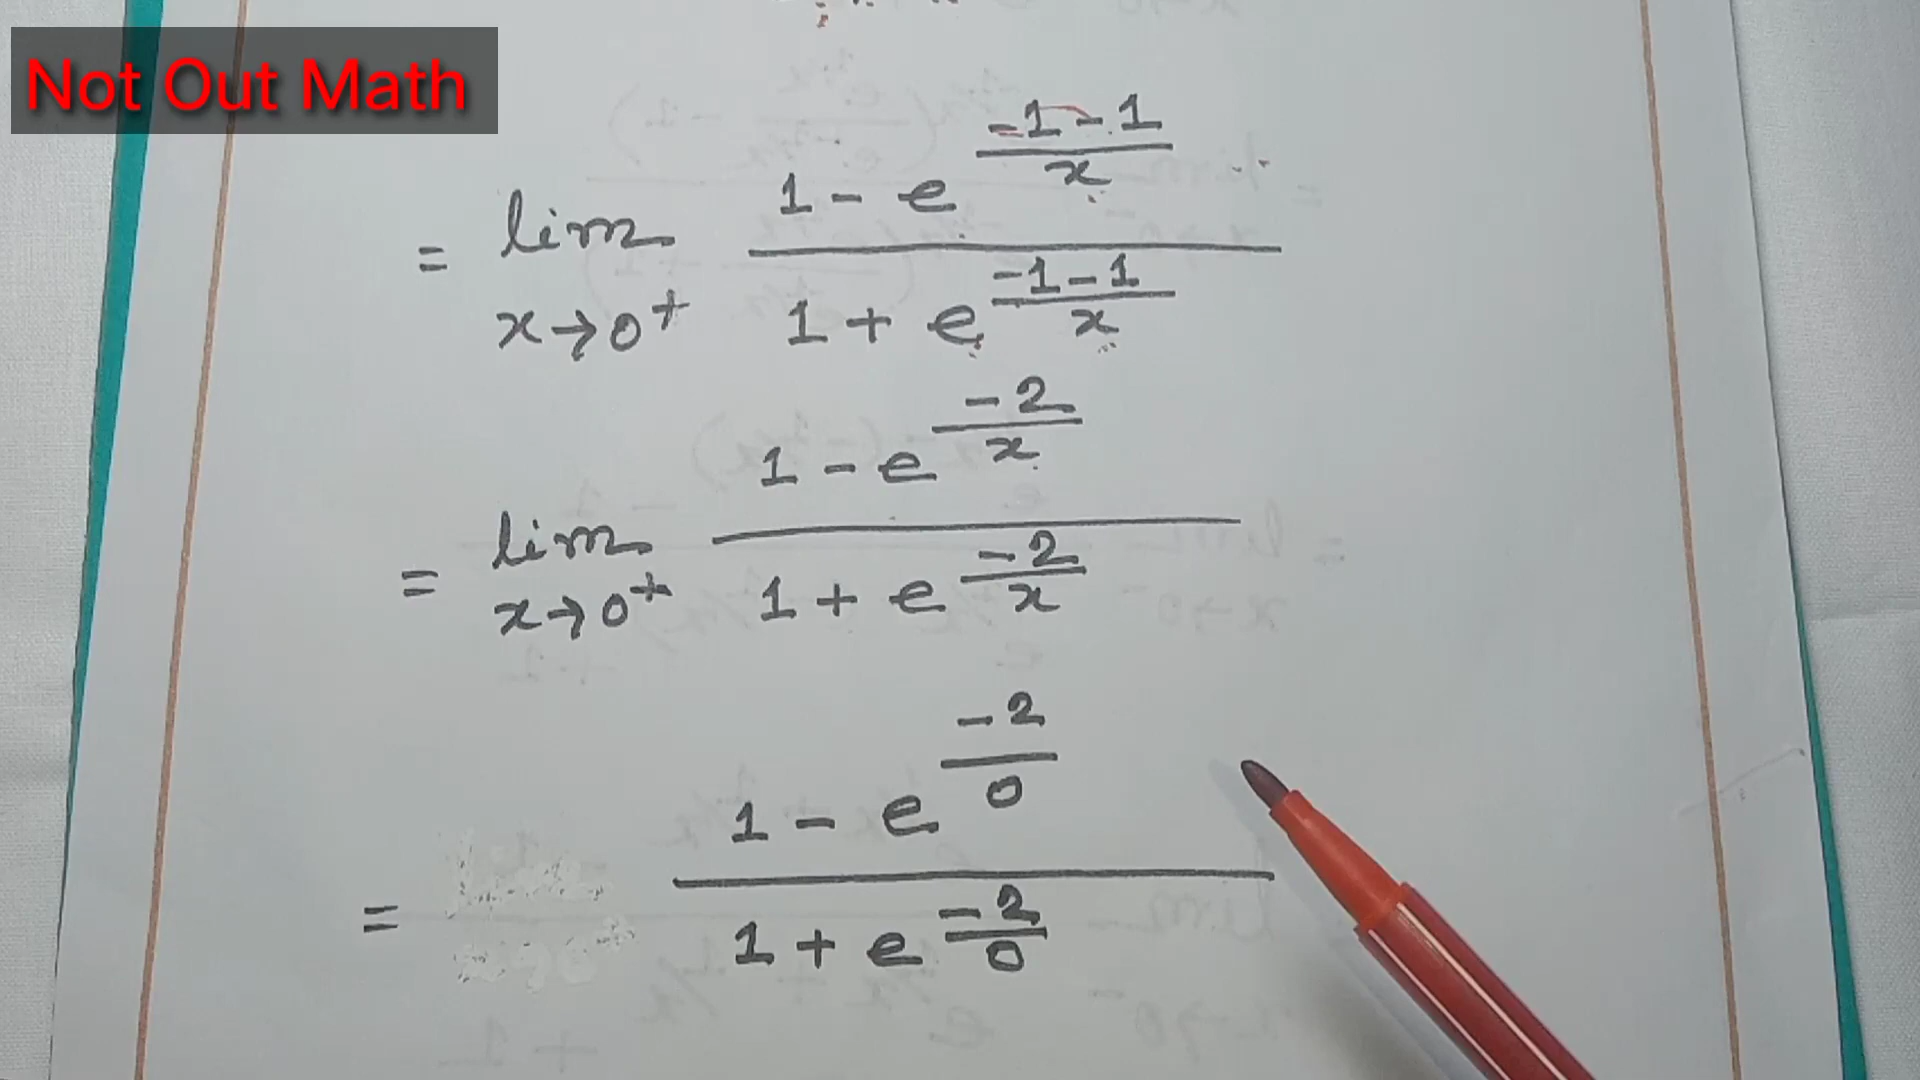 Not Out Math
= lim x→0⁺ (1 - e^((-1-1)/x)) / (1 + e^((-1-1)/x))
= lim x→0⁺ (1 - e^(-2/x)) / (1 + e^(-2/x))
= (1 - e^(-2/0)) / (1 + e^(-2/0))